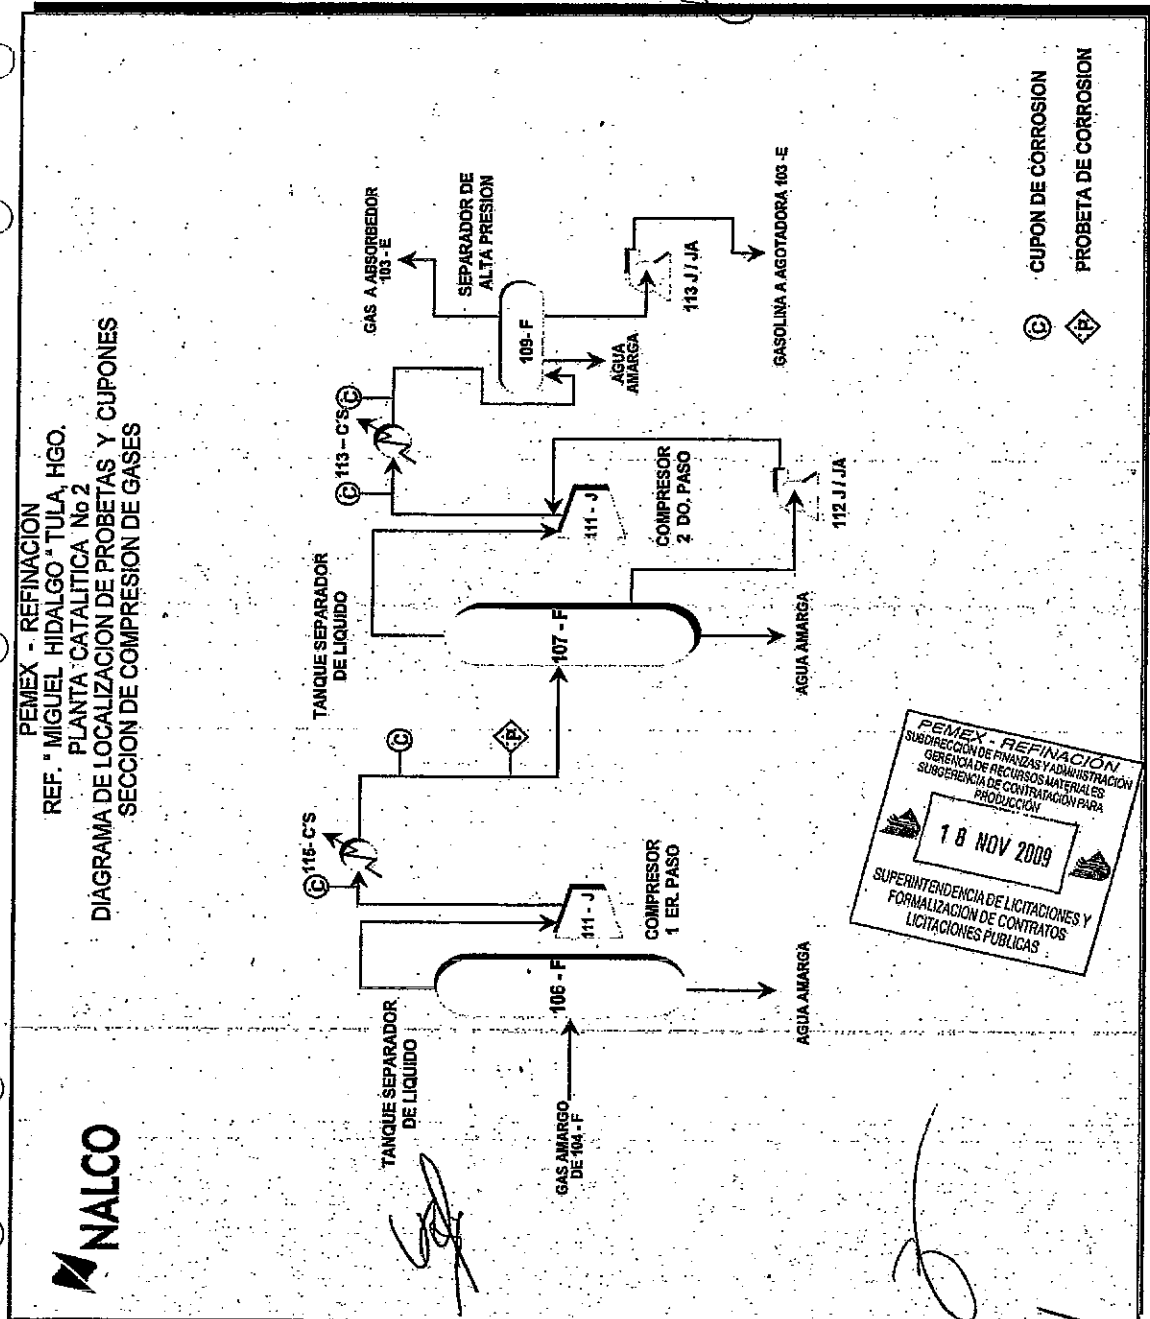 PEMEX - REFINACION
REF. " MIGUEL HIDALGO " TULA, HGO.
PLANTA CATALITICA No 2
DIAGRAMA DE LOCALIZACION DE PROBETAS Y CUPONES
SECCION DE COMPRESION DE GASES
NALCO
TANQUE SEPARADOR
DE LIQUIDO
GAS AMARGO
DE 104 - F
106 - F
AGUA AMARGA
111 - J
COMPRESOR
1 ER. PASO
C
115- C'S
C
P
TANQUE SEPARADOR
DE LIQUIDO
107 - F
AGUA AMARGA
111 - J
COMPRESOR
2 DO. PASO
112 J / JA
C
113 - C'S
C
GAS A ABSORBEDOR
103 - E
SEPARADOR DE
ALTA PRESION
109- F
AGUA
AMARGA
113 J / JA
GASOLINA A AGOTADORA 103 -E
C CUPON DE CORROSION
P PROBETA DE CORROSION
PEMEX - REFINACIÓN
SUBDIRECCIÓN DE FINANZAS Y ADMINISTRACIÓN
GERENCIA DE RECURSOS MATERIALES
SUBGERENCIA DE CONTRATACIÓN PARA
PRODUCCIÓN
18 NOV 2009
SUPERINTENDENCIA DE LICITACIONES Y
FORMALIZACION DE CONTRATOS
LICITACIONES PÚBLICAS